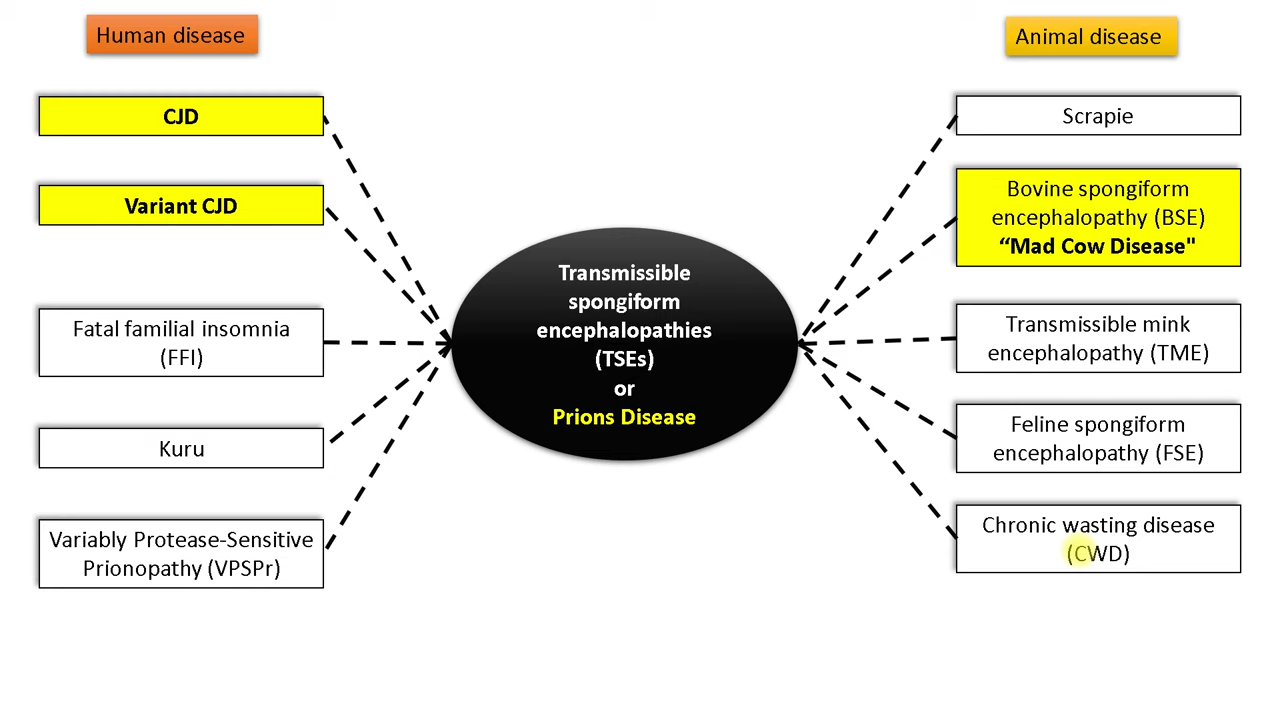 Human disease
Animal disease
CJD
Variant CJD
Fatal familial insomnia
(FFI)
Kuru
Variably Protease-Sensitive
Prionopathy (VPSPr)
Transmissible
spongiform
encephalopathies
(TSEs)
or
Prions Disease
Scrapie
Bovine spongiform
encephalopathy (BSE)
“Mad Cow Disease"
Transmissible mink
encephalopathy (TME)
Feline spongiform
encephalopathy (FSE)
Chronic wasting disease
(CWD)